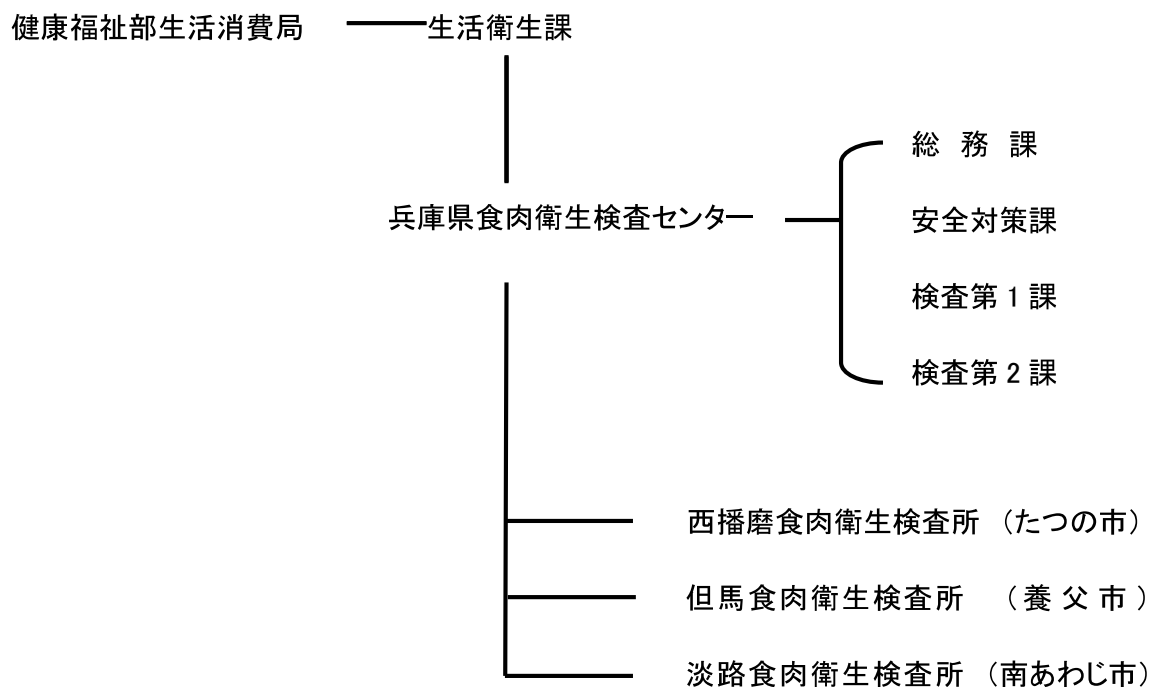 健康福祉部生活消費局 生活衛生課
総務課
兵庫県食肉衛生検査センター
安全対策課
検査第1課
検査第2課
西播磨食肉衛生検査所 （たつの市）
但馬食肉衛生検査所 （養父市）
淡路食肉衛生検査所 （南あわじ市）